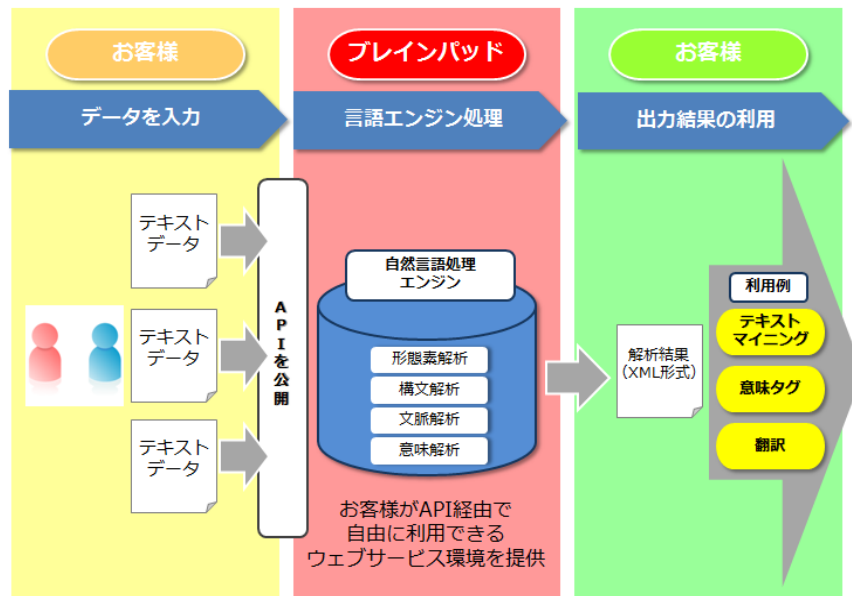 お客様
ブレインパッド
お客様
データを入力
言語エンジン処理
出力結果の利用
テキスト
データ
テキスト
データ
テキスト
データ
APIを公開
自然言語処理
エンジン
形態素解析
構文解析
文脈解析
意味解析
お客様がAPI経由で
自由に利用できる
ウェブサービス環境を提供
解析結果
(XML形式)
利用例
テキスト
マイニング
意味タグ
翻訳